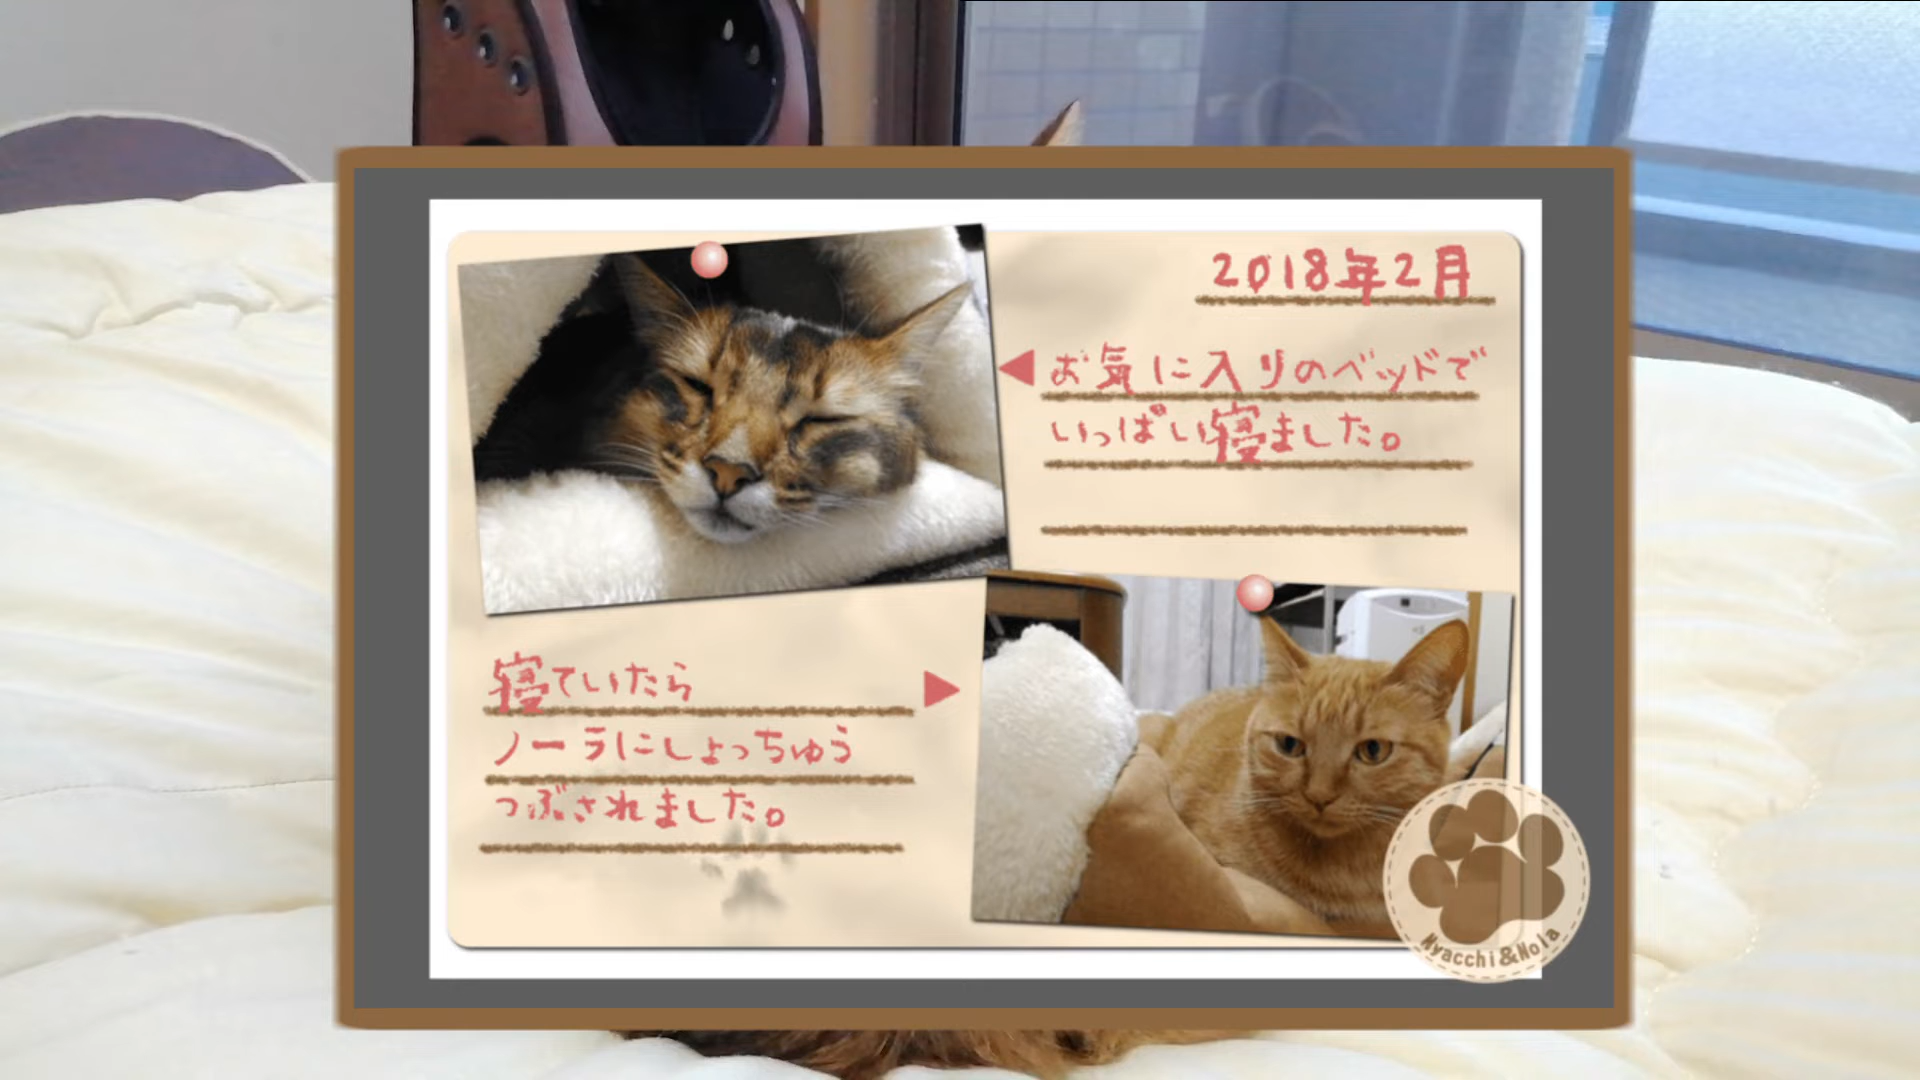 2018年2月
お気に入りのベッドで
いっぱい寝ました。
寝ていたら
ノーラにしょっちゅう
つぶされました。
Nyacchi&Nola